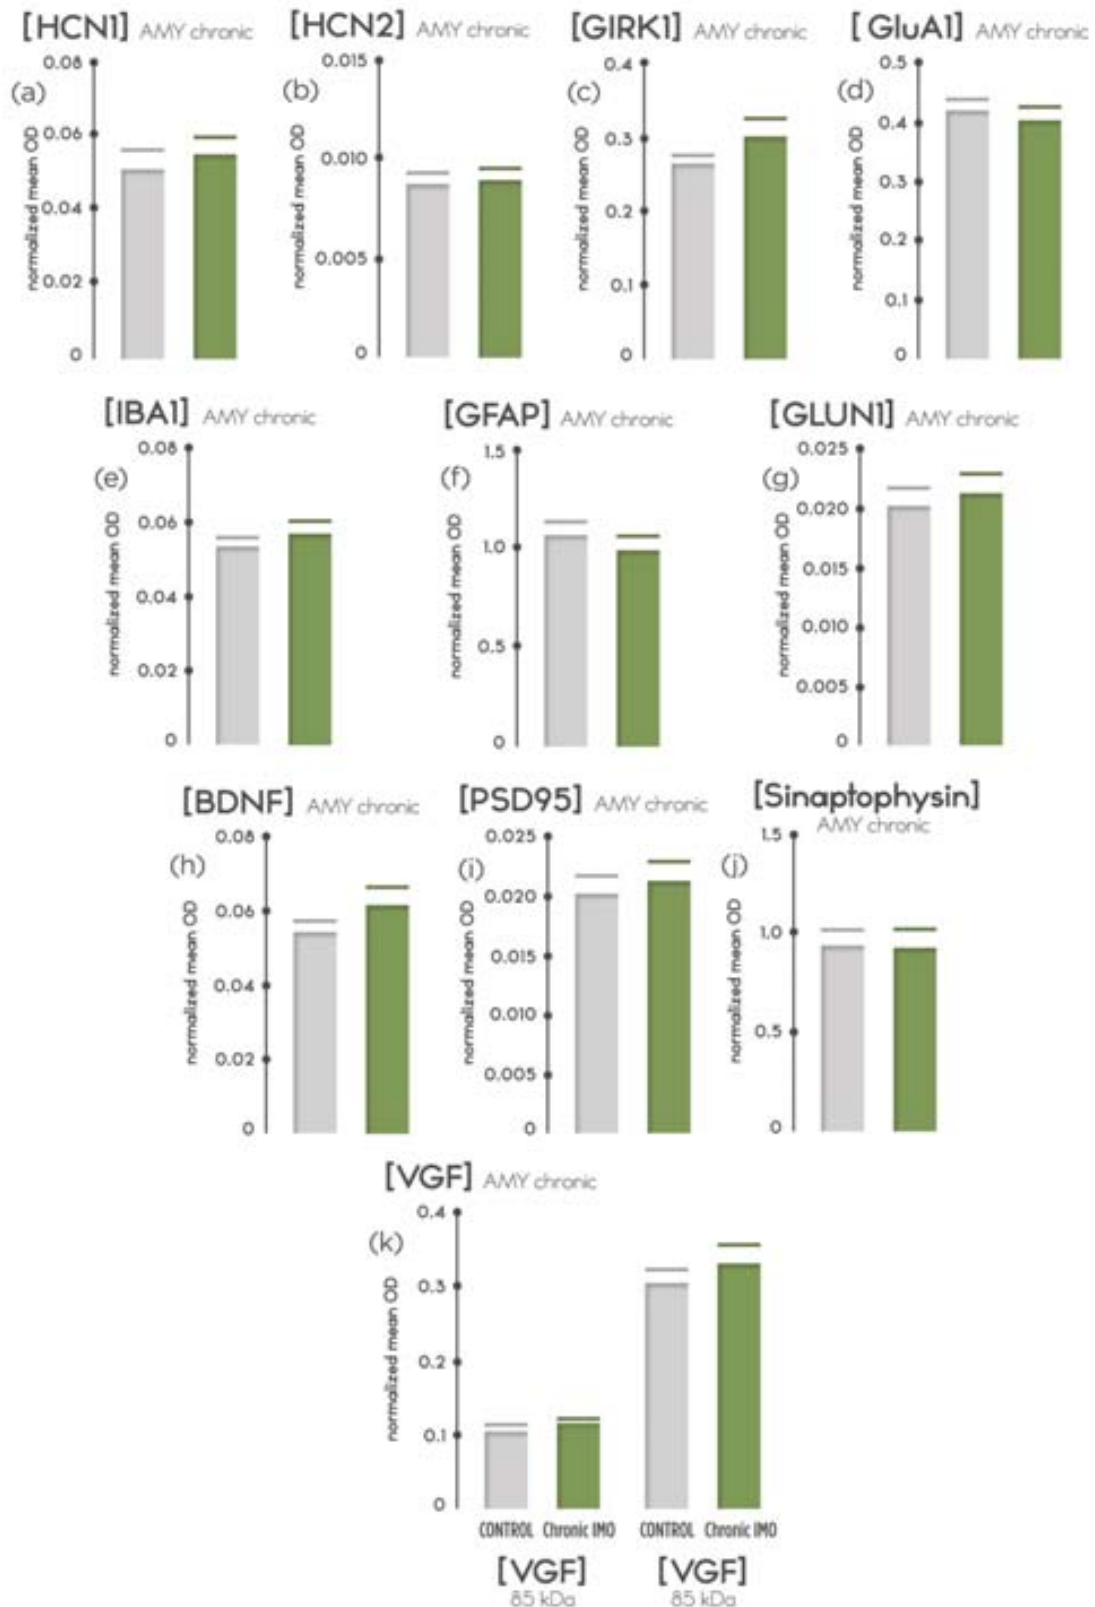 [HCN1] AMY chronic
(a)
normalized mean OD
0.08
0.06
0.04
0.02
0
[HCN2] AMY chronic
(b)
normalized mean OD
0.015
0.010
0.005
0
[GIRK1] AMY chronic
(c)
normalized mean OD
0.4
0.3
0.2
0.1
0
[GluA1] AMY chronic
(d)
normalized mean OD
0.5
0.4
0.3
0.2
0.1
0
[IBA1] AMY chronic
(e)
normalized mean OD
0.08
0.06
0.04
0.02
0
[GFAP] AMY chronic
(f)
normalized mean OD
1.5
1.0
0.5
0
[GLUN1] AMY chronic
(g)
normalized mean OD
0.025
0.020
0.015
0.010
0.005
0
[BDNF] AMY chronic
(h)
normalized mean OD
0.08
0.06
0.04
0.02
0
[PSD95] AMY chronic
(i)
normalized mean OD
0.025
0.020
0.015
0.010
0.005
0
[Sinaptophysin]
AMY chronic
(j)
normalized mean OD
1.5
1.0
0.5
0
[VGF] AMY chronic
(k)
normalized mean OD
0.4
0.3
0.2
0.1
0
CONTROL Chronic IMO CONTROL Chronic IMO
[VGF] [VGF]
85 kDa 85 kDa